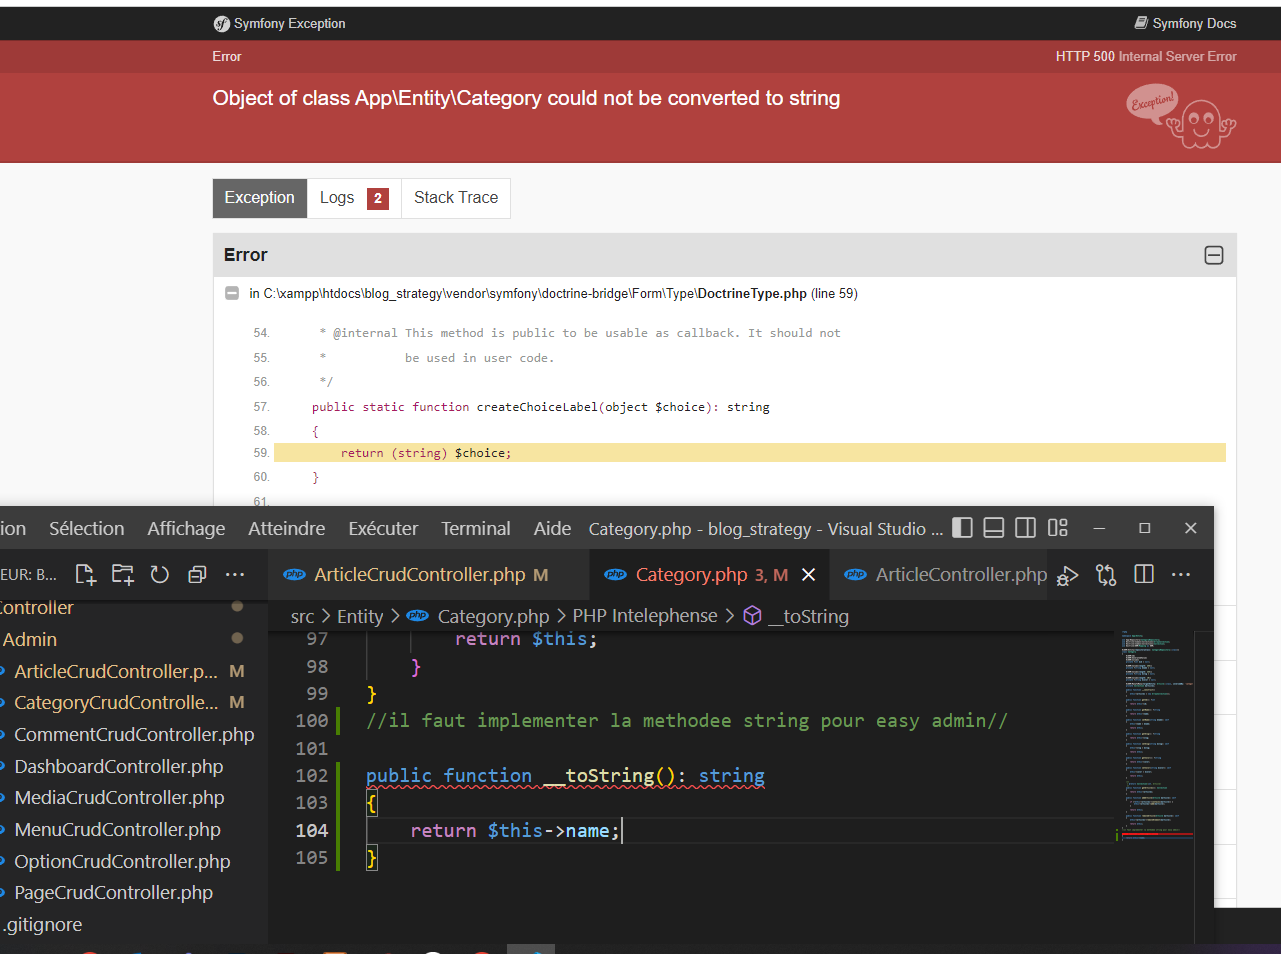 Symfony Exception
Symfony Docs
Error
HTTP 500 Internal Server Error
Object of class App\Entity\Category could not be converted to string
Exception!
Exception
Logs 2
Stack Trace
Error
in C:\xampp\htdocs\blog_strategy\vendor\symfony\doctrine-bridge\Form\Type\DoctrineType.php (line 59)
54. * @internal This method is public to be usable as callback. It should not
55. * be used in user code.
56. */
57. public static function createChoiceLabel(object $choice): string
58. {
59. return (string) $choice;
60. }
61.
ion Sélection Affichage Atteindre Exécuter Terminal Aide Category.php - blog_strategy - Visual Studio ...
EUR: B... ···
php ArticleCrudController.php M
php Category.php 3, M
php ArticleController.php
···
src > Entity > php Category.php > PHP Intelephense > __toString
ontroller
Admin
ArticleCrudController.p... M
CategoryCrudControlle... M
CommentCrudController.php
DashboardController.php
MediaCrudController.php
MenuCrudController.php
OptionCrudController.php
PageCrudController.php
.gitignore
97 return $this;
98 }
99 }
100 //il faut implementer la methodee string pour easy admin//
101
102 public function __toString(): string
103 {
104 return $this->name;
105 }